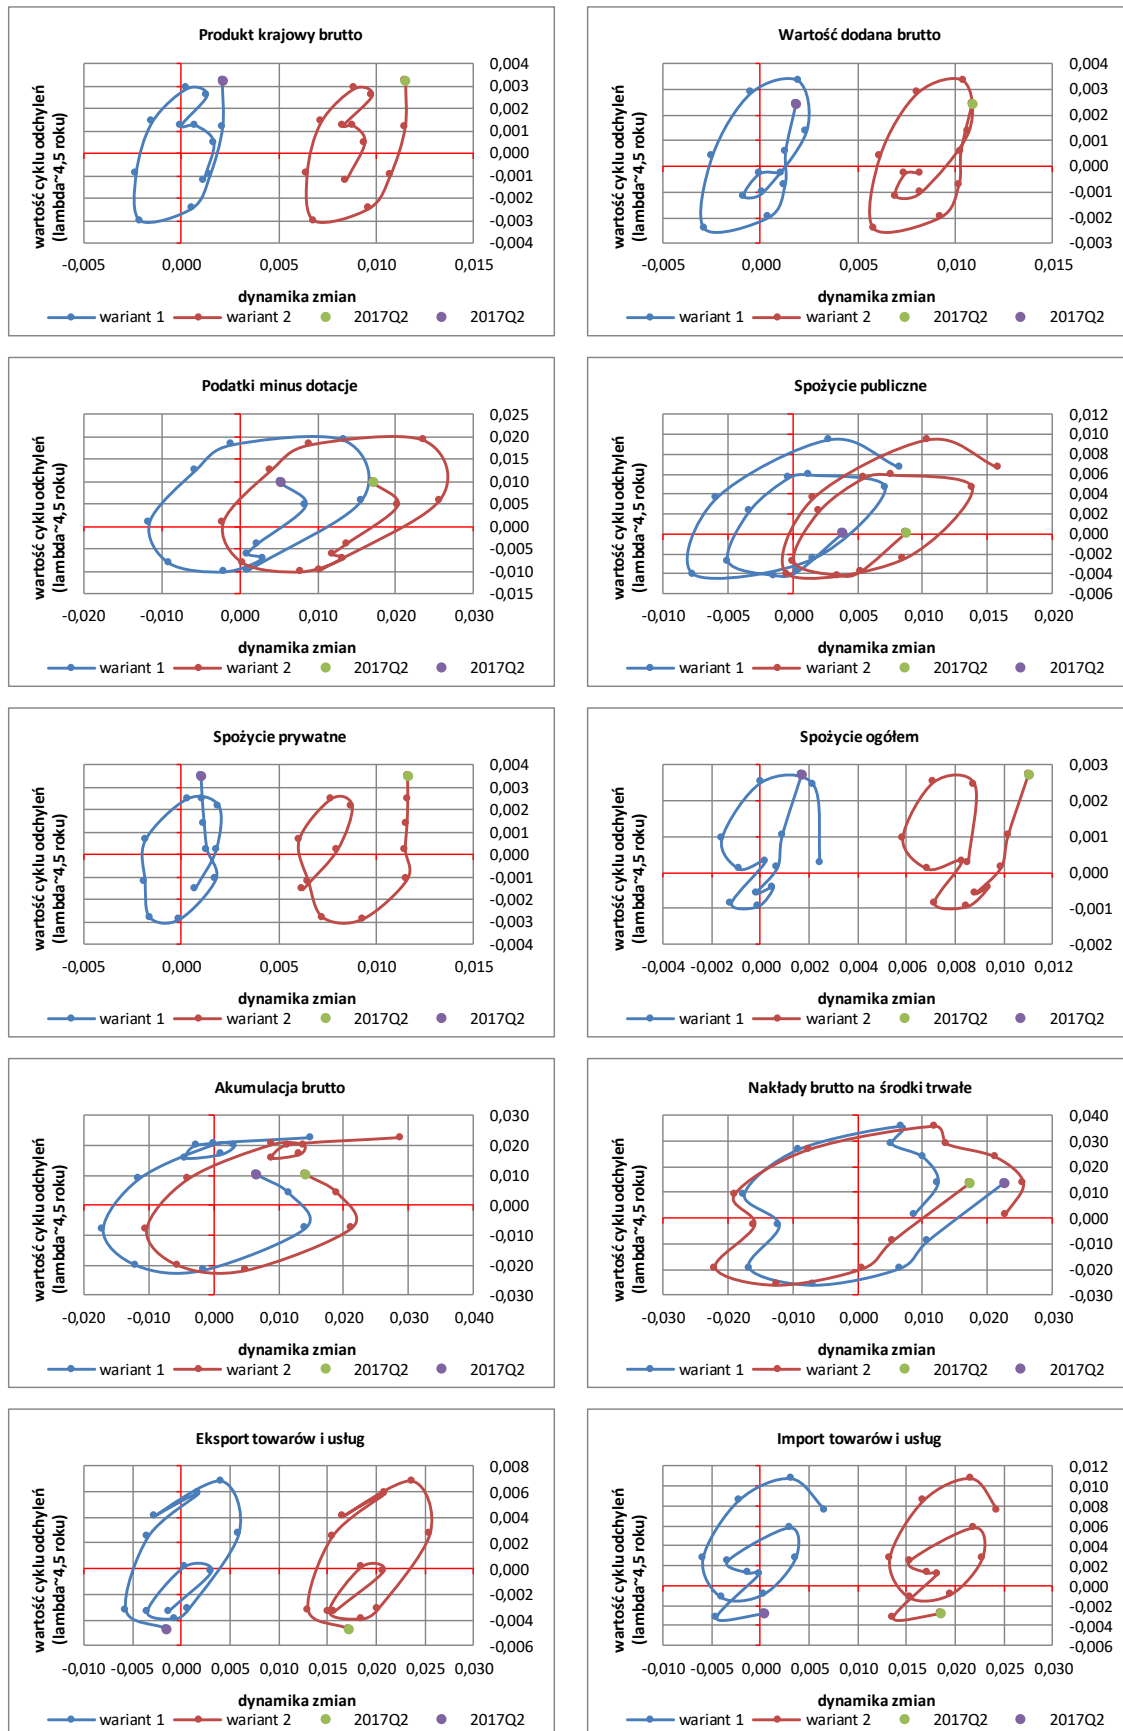 Produkt krajowy brutto
wartość cyklu odchyleń
(lambda~4,5 roku)
0,004
0,003
0,002
0,001
0,000
-0,001
-0,002
-0,003
-0,004
-0,005 0,000 0,005 0,010 0,015
dynamika zmian
wariant 1 wariant 2 2017Q2 2017Q2
Wartość dodana brutto
wartość cyklu odchyleń
(lambda~4,5 roku)
0,004
0,003
0,002
0,001
0,000
-0,001
-0,002
-0,003
-0,005 0,000 0,005 0,010 0,015
dynamika zmian
wariant 1 wariant 2 2017Q2 2017Q2
Podatki minus dotacje
wartość cyklu odchyleń
(lambda~4,5 roku)
0,025
0,020
0,015
0,010
0,005
0,000
-0,005
-0,010
-0,015
-0,020 -0,010 0,000 0,010 0,020 0,030
dynamika zmian
wariant 1 wariant 2 2017Q2 2017Q2
Spożycie publiczne
wartość cyklu odchyleń
(lambda~4,5 roku)
0,012
0,010
0,008
0,006
0,004
0,002
0,000
-0,002
-0,004
-0,006
-0,010 -0,005 0,000 0,005 0,010 0,015 0,020
dynamika zmian
wariant 1 wariant 2 2017Q2 2017Q2
Spożycie prywatne
wartość cyklu odchyleń
(lambda~4,5 roku)
0,004
0,003
0,002
0,001
0,000
-0,001
-0,002
-0,003
-0,004
-0,005 0,000 0,005 0,010 0,015
dynamika zmian
wariant 1 wariant 2 2017Q2 2017Q2
Spożycie ogółem
wartość cyklu odchyleń
(lambda~4,5 roku)
0,003
0,002
0,001
0,000
-0,001
-0,002
-0,004 -0,002 0,000 0,002 0,004 0,006 0,008 0,010 0,012
dynamika zmian
wariant 1 wariant 2 2017Q2 2017Q2
Akumulacja brutto
wartość cyklu odchyleń
(lambda~4,5 roku)
0,030
0,020
0,010
0,000
-0,010
-0,020
-0,030
-0,020 -0,010 0,000 0,010 0,020 0,030 0,040
dynamika zmian
wariant 1 wariant 2 2017Q2 2017Q2
Nakłady brutto na środki trwałe
wartość cyklu odchyleń
(lambda~4,5 roku)
0,040
0,030
0,020
0,010
0,000
-0,010
-0,020
-0,030
-0,030 -0,020 -0,010 0,000 0,010 0,020 0,030
dynamika zmian
wariant 1 wariant 2 2017Q2 2017Q2
Eksport towarów i usług
wartość cyklu odchyleń
(lambda~4,5 roku)
0,008
0,006
0,004
0,002
0,000
-0,002
-0,004
-0,006
-0,010 -0,005 0,000 0,005 0,010 0,015 0,020 0,025 0,030
dynamika zmian
wariant 1 wariant 2 2017Q2 2017Q2
Import towarów i usług
wartość cyklu odchyleń
(lambda~4,5 roku)
0,012
0,010
0,008
0,006
0,004
0,002
0,000
-0,002
-0,004
-0,006
-0,010 -0,005 0,000 0,005 0,010 0,015 0,020 0,025 0,030
dynamika zmian
wariant 1 wariant 2 2017Q2 2017Q2